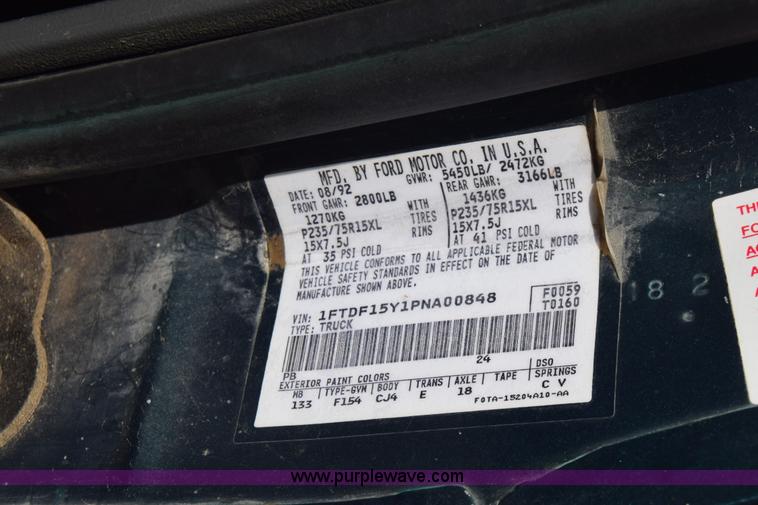 MFD. BY FORD MOTOR CO. IN U.S.A.
DATE: 08/92 GVWR: 5450LB/ 2472KG
FRONT GAWR: 2800LB REAR GAWR: 3166LB
1270KG WITH 1436KG WITH
P235/75R15XL TIRES P235/75R15XL TIRES
15X7.5J RIMS 15X7.5J RIMS
AT 35 PSI COLD AT 41 PSI COLD
THIS VEHICLE CONFORMS TO ALL APPLICABLE FEDERAL MOTOR
VEHICLE SAFETY STANDARDS IN EFFECT ON THE DATE OF
MANUFACTURE SHOWN ABOVE.
VIN: 1FTDF15Y1PNA00848 F0059
TYPE: TRUCK T0160
PB 24 DSO
EXTERIOR PAINT COLORS
WB TYPE-GVM BODY TRANS AXLE TAPE SPRINGS
133 F154 CJ4 E 18 C V
F0TA-15204A10-AA
18 2
THI
FO
www.purplewave.com